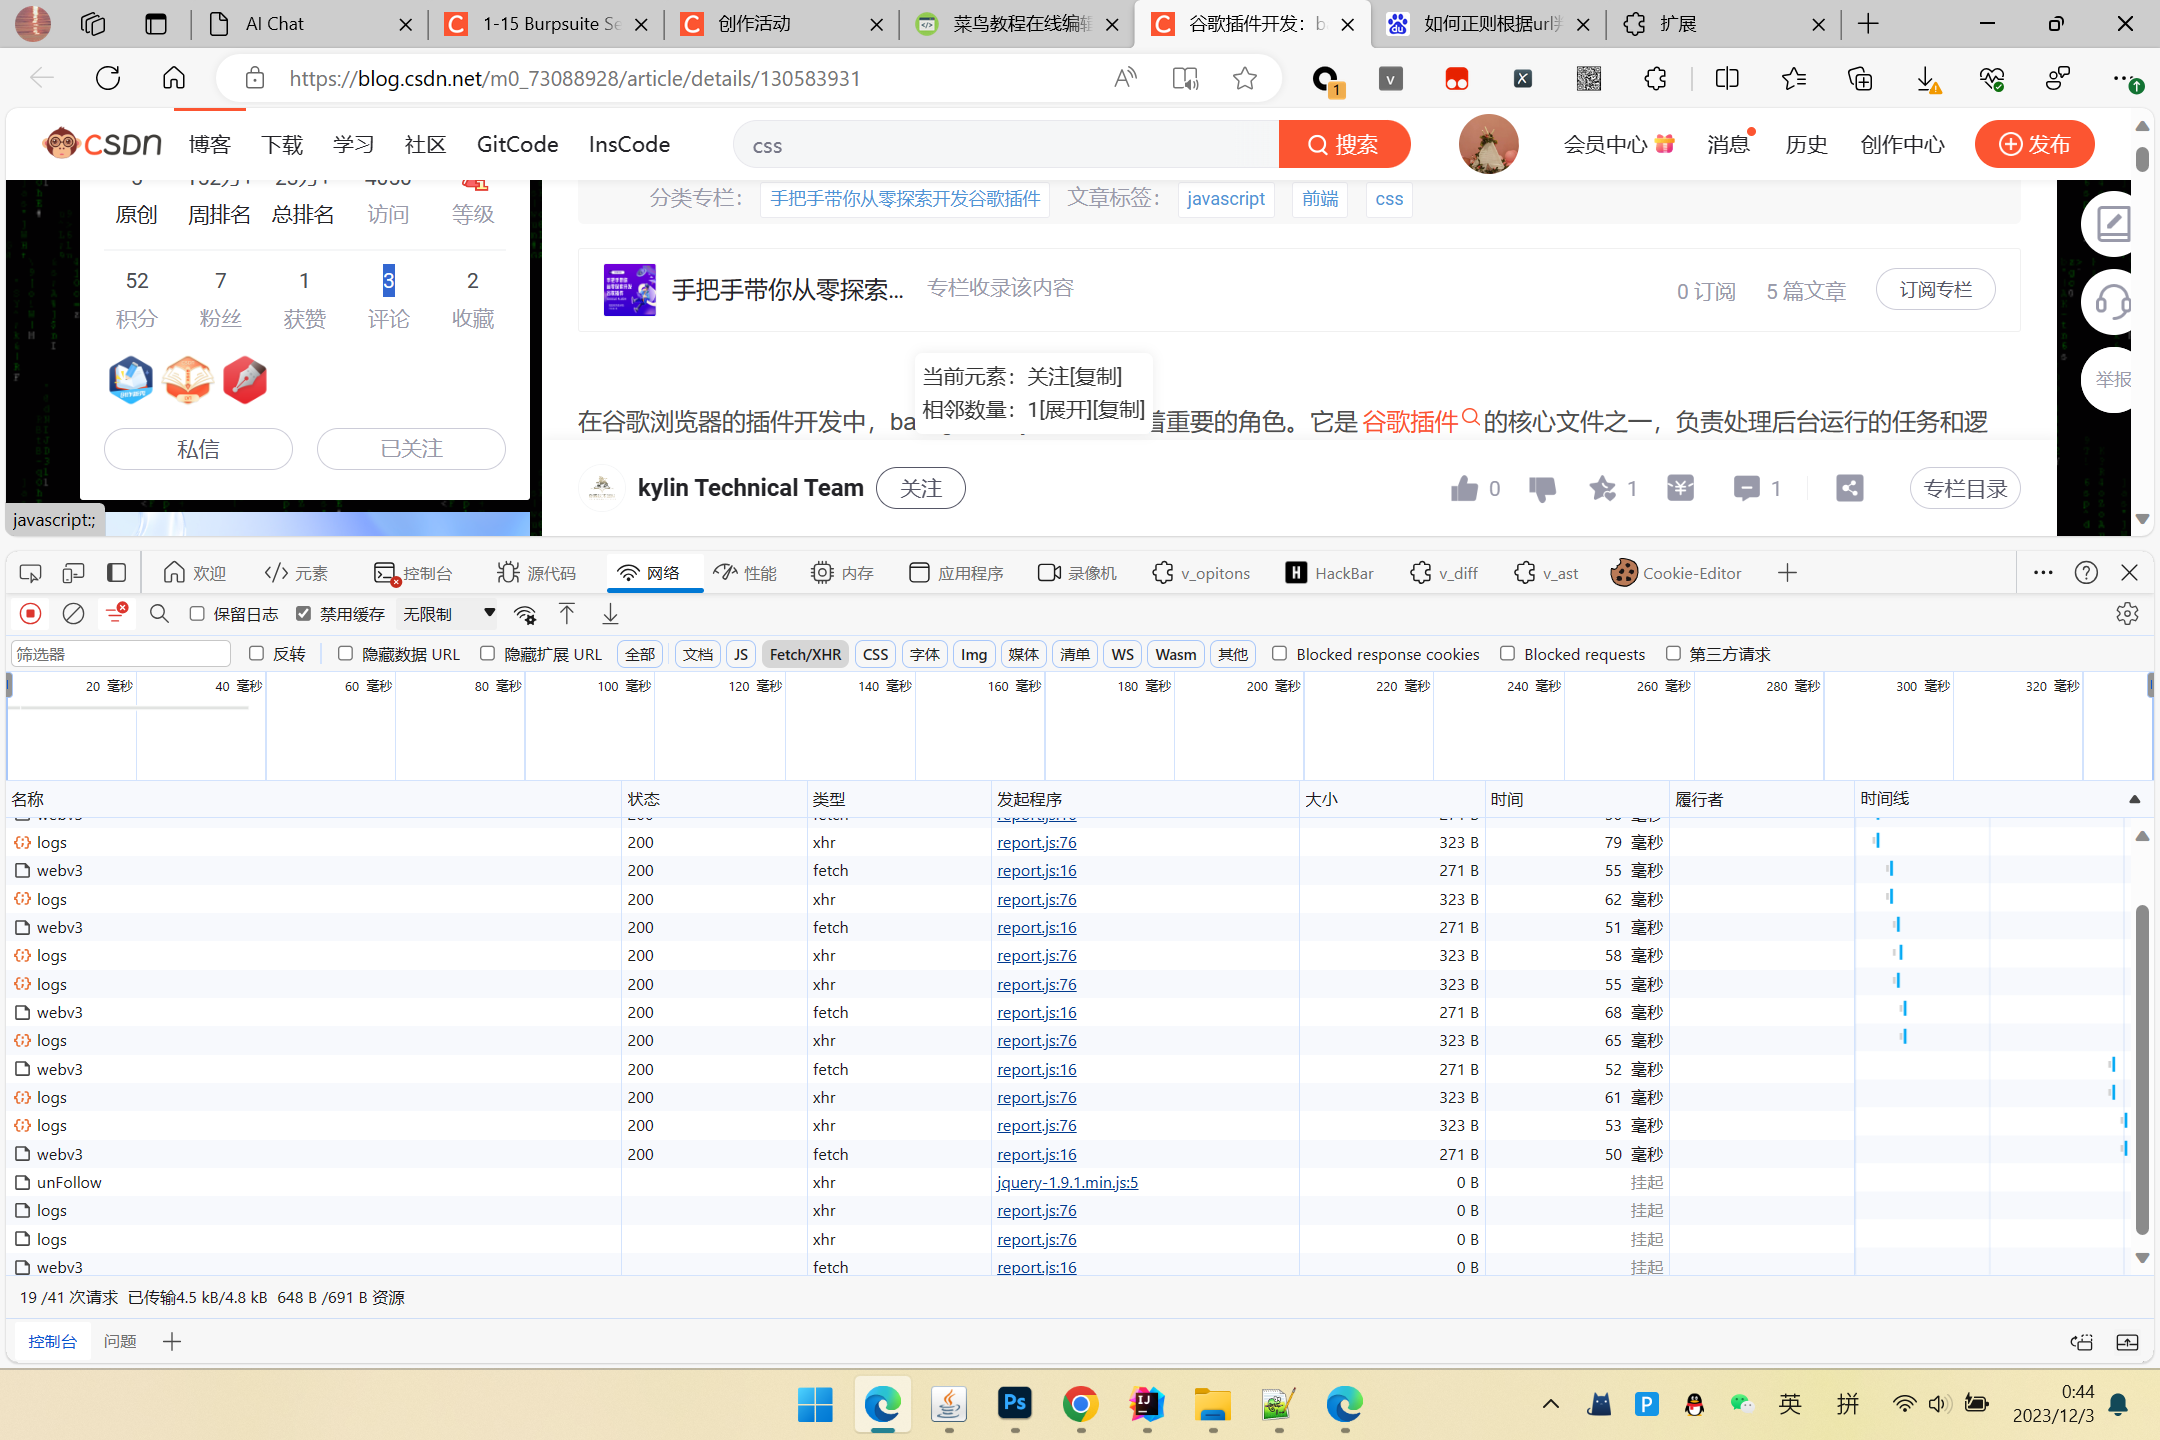 AI Chat
1-15 Burpsuite Se
创作活动
菜鸟教程在线编辑
谷歌插件开发：ba
如何正则根据url判
扩展
https://blog.csdn.net/m0_73088928/article/details/130583931
1
CSDN 博客 下载 学习 社区 GitCode InsCode
css
搜索
会员中心 消息 历史 创作中心 发布
原创 周排名 总排名 访问 等级
52 7 1 3 2
积分 粉丝 获赞 评论 收藏
私信 已关注
javascript:;
分类专栏： 手把手带你从零探索开发谷歌插件 文章标签： javascript 前端 css
手把手带你从零探索... 专栏收录该内容
0 订阅 5 篇文章 订阅专栏
当前元素：关注[复制]
相邻数量：1[展开][复制]
在谷歌浏览器的插件开发中，ba 着重要的角色。它是 谷歌插件 的核心文件之一，负责处理后台运行的任务和逻
kylin Technical Team 关注
0 1 1 专栏目录
举报
欢迎 元素 控制台 源代码 网络 性能 内存 应用程序 录像机 v_opitons HackBar v_diff v_ast Cookie-Editor
保留日志 禁用缓存 无限制
筛选器 反转 隐藏数据 URL 隐藏扩展 URL 全部 文档 JS Fetch/XHR CSS 字体 Img 媒体 清单 WS Wasm 其他 Blocked response cookies Blocked requests 第三方请求
20 毫秒 40 毫秒 60 毫秒 80 毫秒 100 毫秒 120 毫秒 140 毫秒 160 毫秒 180 毫秒 200 毫秒 220 毫秒 240 毫秒 260 毫秒 280 毫秒 300 毫秒 320 毫秒
名称 状态 类型 发起程序 大小 时间 履行者 时间线
logs 200 xhr report.js:76 323 B 79 毫秒
webv3 200 fetch report.js:16 271 B 55 毫秒
logs 200 xhr report.js:76 323 B 62 毫秒
webv3 200 fetch report.js:16 271 B 51 毫秒
logs 200 xhr report.js:76 323 B 58 毫秒
logs 200 xhr report.js:76 323 B 55 毫秒
webv3 200 fetch report.js:16 271 B 68 毫秒
logs 200 xhr report.js:76 323 B 65 毫秒
webv3 200 fetch report.js:16 271 B 52 毫秒
logs 200 xhr report.js:76 323 B 61 毫秒
logs 200 xhr report.js:76 323 B 53 毫秒
webv3 200 fetch report.js:16 271 B 50 毫秒
unFollow xhr jquery-1.9.1.min.js:5 0 B 挂起
logs xhr report.js:76 0 B 挂起
logs xhr report.js:76 0 B 挂起
webv3 fetch report.js:16 0 B 挂起
19 /41 次请求 已传输4.5 kB/4.8 kB 648 B /691 B 资源
控制台 问题
英 拼
0:44
2023/12/3